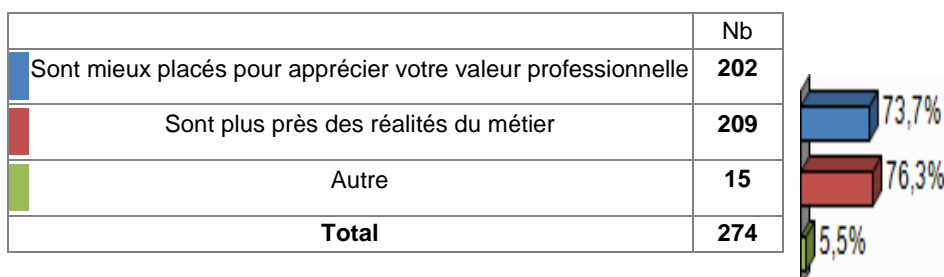 Nb
Sont mieux placés pour apprécier votre valeur professionnelle 202
73,7%
Sont plus près des réalités du métier 209
76,3%
Autre 15
Total 274
5,5%